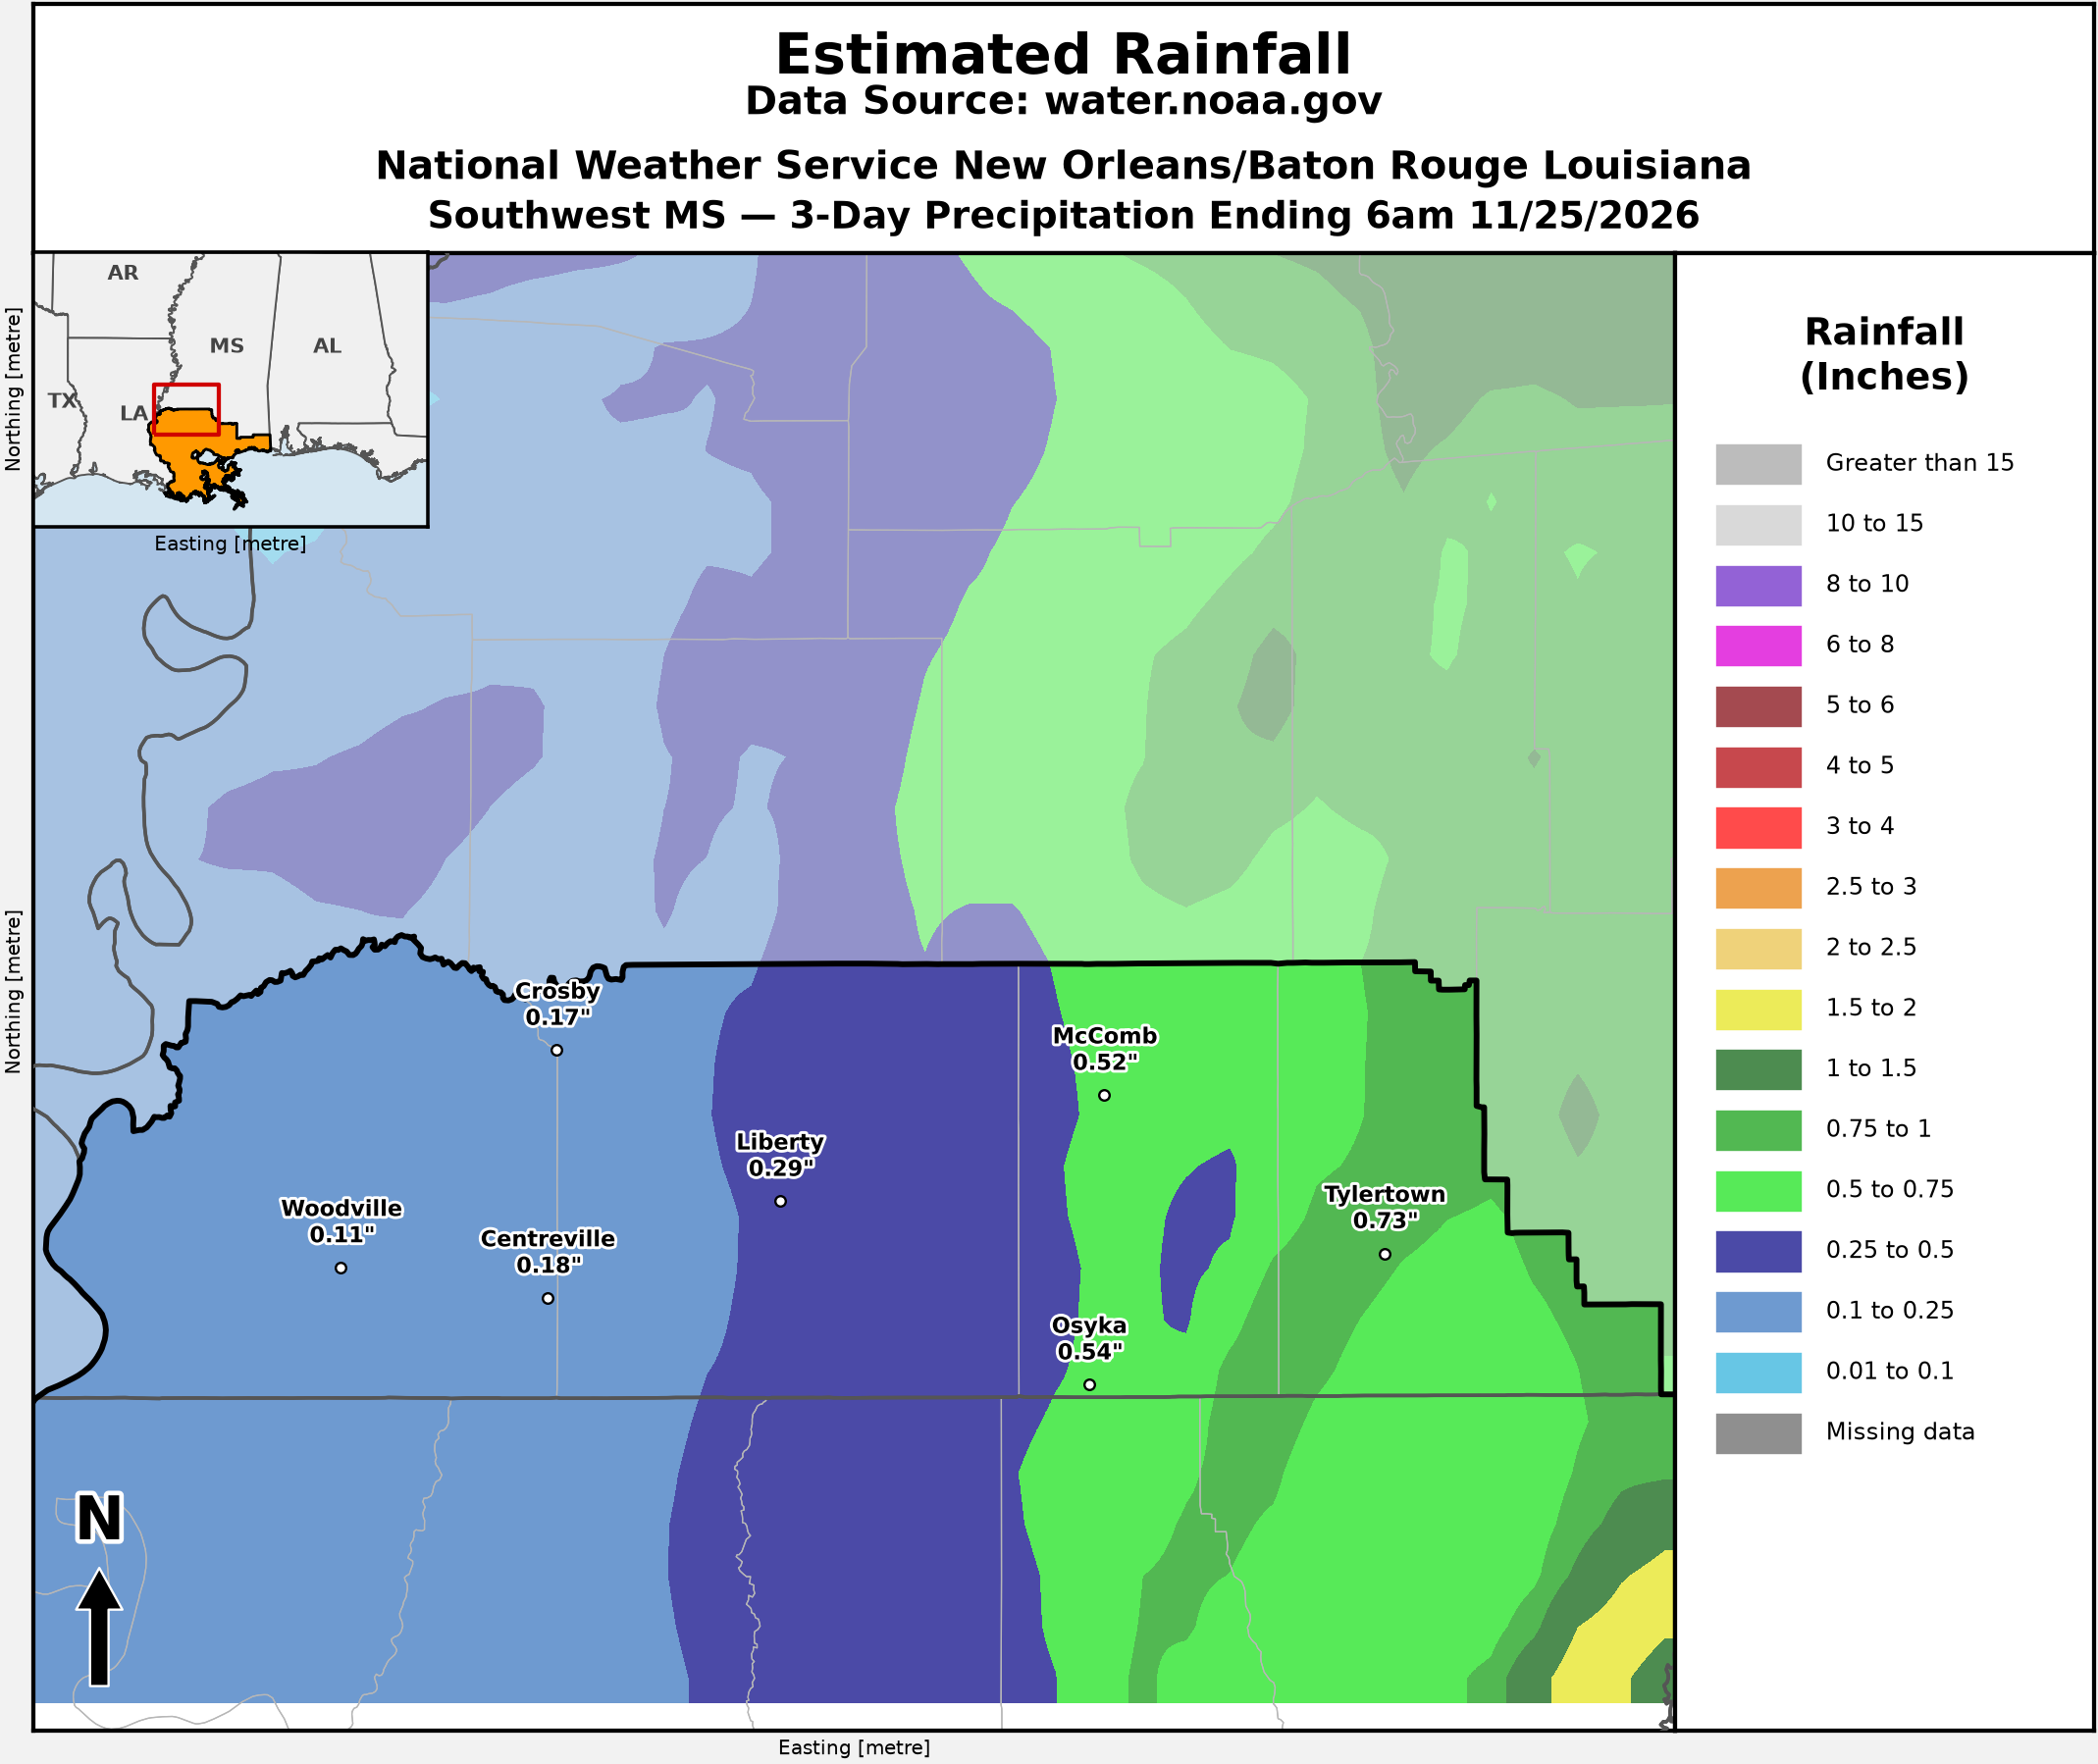 Estimated Rainfall
Data Source: water.noaa.gov
National Weather Service New Orleans/Baton Rouge Louisiana
Southwest MS — 3-Day Precipitation Ending 6am 11/25/2026
AR
MS
AL
TX
LA
Northing [metre]
Easting [metre]
Northing [metre]
Crosby
0.17"
McComb
0.52"
Liberty
0.29"
Woodville
0.11"
Centreville
0.18"
Tylertown
0.73"
Osyka
0.54"
N
Easting [metre]
Rainfall
(Inches)
Greater than 15
10 to 15
8 to 10
6 to 8
5 to 6
4 to 5
3 to 4
2.5 to 3
2 to 2.5
1.5 to 2
1 to 1.5
0.75 to 1
0.5 to 0.75
0.25 to 0.5
0.1 to 0.25
0.01 to 0.1
Missing data